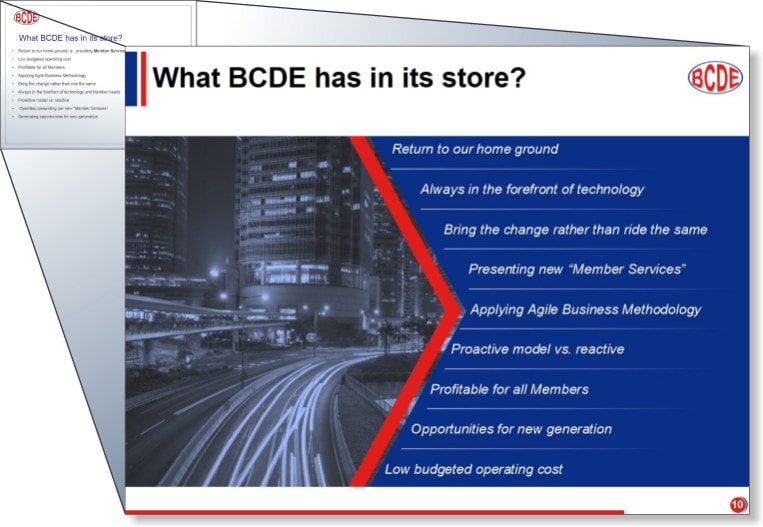 BCDE
What BCDE has in its store?
• Return to our home ground i.e., providing Member Services
• Low budgeted operating cost
• Profitable for all Members
• Applying Agile Business Methodology
• Bring the change rather than ride the same
• Always in the forefront of technology and Member needs
• Proactive model vs. reactive
• OpenBay presenting our new "Member Services"
• Generating opportunities for new generation
What BCDE has in its store?
BCDE
Return to our home ground
Always in the forefront of technology
Bring the change rather than ride the same
Presenting new “Member Services”
Applying Agile Business Methodology
Proactive model vs. reactive
Profitable for all Members
Opportunities for new generation
Low budgeted operating cost
10